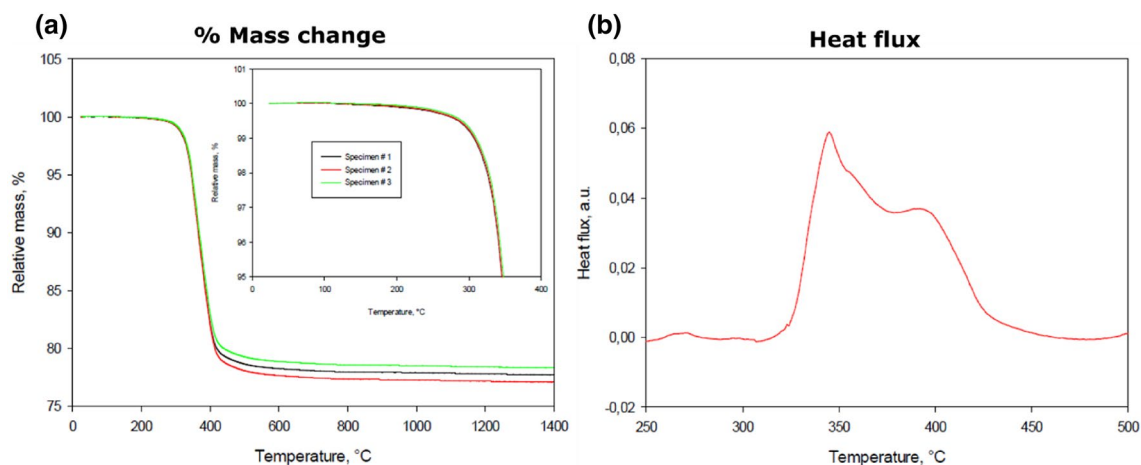 (a)
% Mass change
Relative mass, %
105
100
95
90
85
80
75
0 200 400 600 800 1000 1200 1400
Temperature, °C
Relative mass, %
101
100
99
98
97
96
95
Specimen # 1
Specimen # 2
Specimen # 3
0 100 200 300 400
Temperature, °C
(b)
Heat flux
Heat flux, a.u.
0,08
0,06
0,04
0,02
0,00
-0,02
250 300 350 400 450 500
Temperature, °C